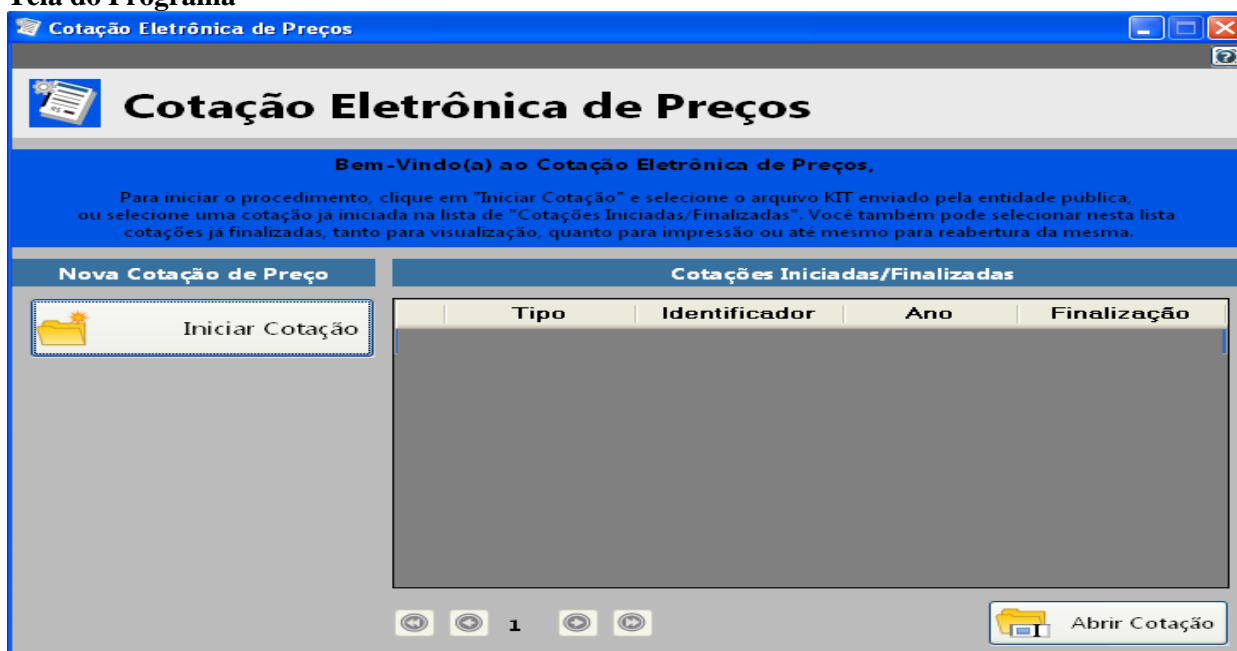 Tela do Programa
Cotação Eletrônica de Preços
Cotação Eletrônica de Preços
Bem-Vindo(a) ao Cotação Eletrônica de Preços,
Para iniciar o procedimento, clique em "Iniciar Cotação" e selecione o arquivo KIT enviado pela entidade pública,
ou selecione uma cotação já iniciada na lista de "Cotações Iniciadas/Finalizadas". Você também pode selecionar nesta lista
cotações já finalizadas, tanto para visualização, quanto para impressão ou até mesmo para reabertura da mesma.
Nova Cotação de Preço
Cotações Iniciadas/Finalizadas
Iniciar Cotação
Tipo Identificador Ano Finalização
1
Abrir Cotação